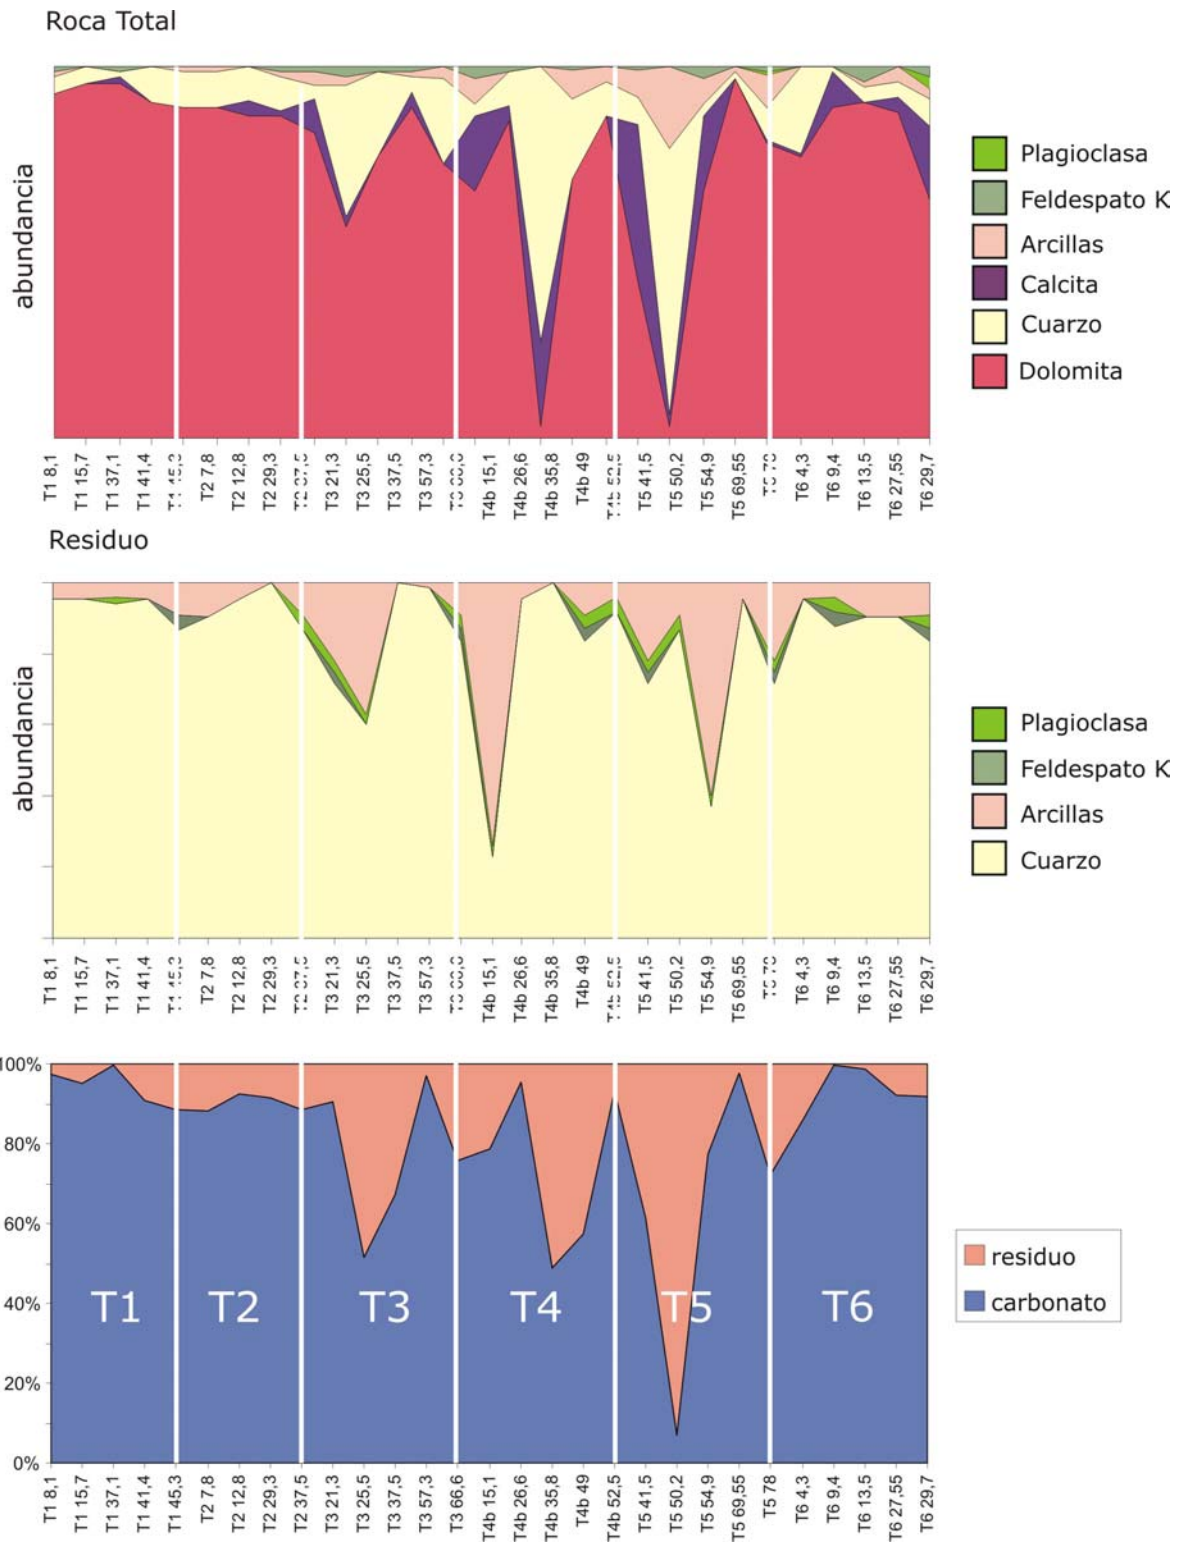 Roca Total
abundancia
Plagioclasa
Feldespato K
Arcillas
Calcita
Cuarzo
Dolomita
T1 8,1
T1 15,7
T1 37,1
T1 41,4
T2 7,8
T2 12,8
T2 29,3
T3 21,3
T3 25,5
T3 37,5
T3 57,3
T4b 15,1
T4b 26,6
T4b 35,8
T4b 49
T5 41,5
T5 50,2
T5 54,9
T5 69,55
T6 4,3
T6 9,4
T6 13,5
T6 27,55
T6 29,7
Residuo
abundancia
Plagioclasa
Feldespato K
Arcillas
Cuarzo
T1 8,1
T1 15,7
T1 37,1
T1 41,4
T2 7,8
T2 12,8
T2 29,3
T3 21,3
T3 25,5
T3 37,5
T3 57,3
T4b 15,1
T4b 26,6
T4b 35,8
T4b 49
T5 41,5
T5 50,2
T5 54,9
T5 69,55
T6 4,3
T6 9,4
T6 13,5
T6 27,55
T6 29,7
100%
80%
60%
40%
20%
0%
T1 T2 T3 T4 T5 T6
residuo
carbonato
T1 8,1
T1 15,7
T1 37,1
T1 41,4
T1 45,3
T2 7,8
T2 12,8
T2 29,3
T2 37,5
T3 21,3
T3 25,5
T3 37,5
T3 57,3
T3 66,6
T4b 15,1
T4b 26,6
T4b 35,8
T4b 49
T4b 52,5
T5 41,5
T5 50,2
T5 54,9
T5 69,55
T5 78
T6 4,3
T6 9,4
T6 13,5
T6 27,55
T6 29,7